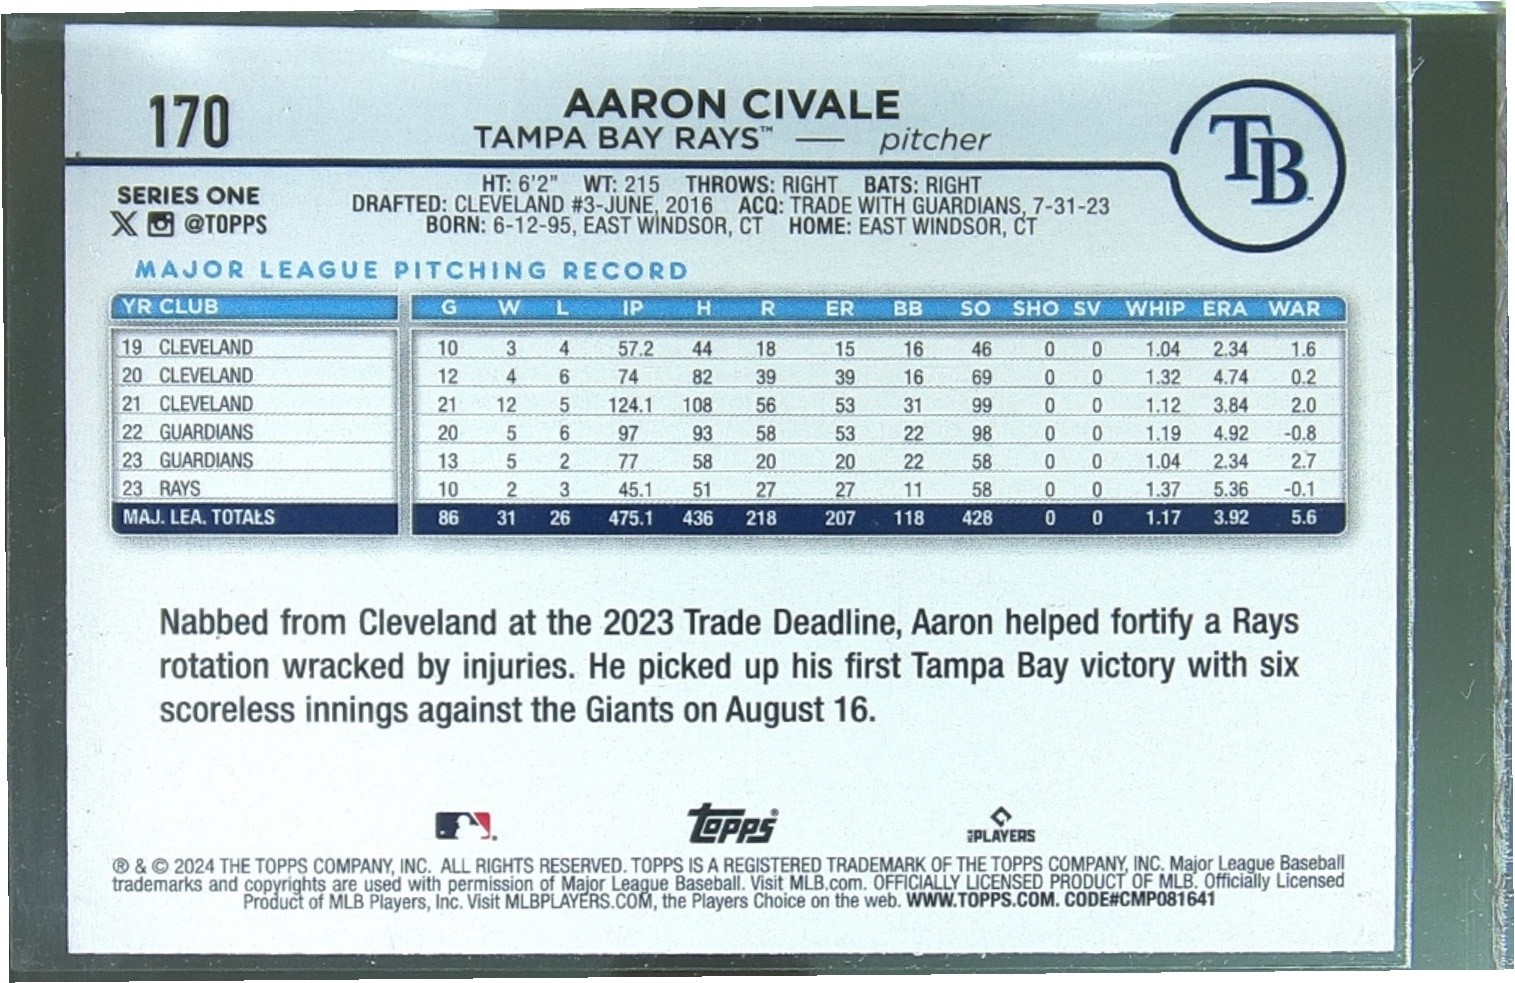 170
AARON CIVALE
TAMPA BAY RAYS™ — pitcher
TB
SERIES ONE
@TOPPS
HT: 6'2" WT: 215 THROWS: RIGHT BATS: RIGHT
DRAFTED: CLEVELAND #3-JUNE, 2016 ACQ: TRADE WITH GUARDIANS, 7-31-23
BORN: 6-12-95, EAST WINDSOR, CT HOME: EAST WINDSOR, CT
MAJOR LEAGUE PITCHING RECORD
YR CLUB G W L IP H R ER BB SO SHO SV WHIP ERA WAR
19 CLEVELAND 10 3 4 57.2 44 18 15 16 46 0 0 1.04 2.34 1.6
20 CLEVELAND 12 4 6 74 82 39 39 16 69 0 0 1.32 4.74 0.2
21 CLEVELAND 21 12 5 124.1 108 56 53 31 99 0 0 1.12 3.84 2.0
22 GUARDIANS 20 5 6 97 93 58 53 22 98 0 0 1.19 4.92 -0.8
23 GUARDIANS 13 5 2 77 58 20 20 22 58 0 0 1.04 2.34 2.7
23 RAYS 10 2 3 45.1 51 27 27 11 58 0 0 1.37 5.36 -0.1
MAJ. LEA. TOTALS 86 31 26 475.1 436 218 207 118 428 0 0 1.17 3.92 5.6
Nabbed from Cleveland at the 2023 Trade Deadline, Aaron helped fortify a Rays
rotation wracked by injuries. He picked up his first Tampa Bay victory with six
scoreless innings against the Giants on August 16.
Topps®
MLB PLAYERS
® & © 2024 THE TOPPS COMPANY, INC. ALL RIGHTS RESERVED. TOPPS IS A REGISTERED TRADEMARK OF THE TOPPS COMPANY, INC. Major League Baseball
trademarks and copyrights are used with permission of Major League Baseball. Visit MLB.com. OFFICIALLY LICENSED PRODUCT OF MLB. Officially Licensed
Product of MLB Players, Inc. Visit MLBPLAYERS.COM, the Players Choice on the web. WWW.TOPPS.COM. CODE#CMP081641